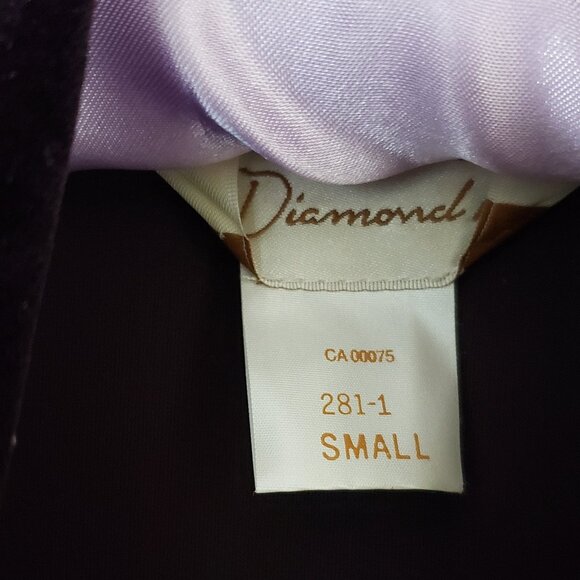 Diamond
CA 00075
281-1
SMALL